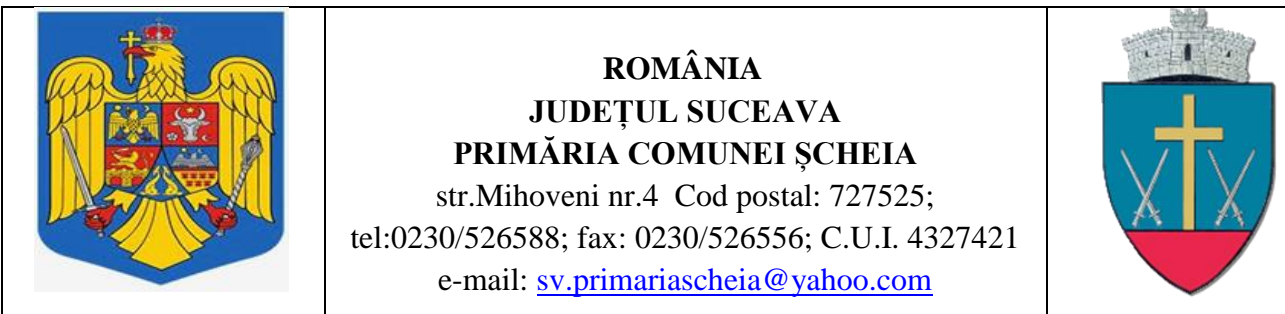 ROMÂNIA
JUDEȚUL SUCEAVA
PRIMĂRIA COMUNEI ȘCHEIA
str.Mihoveni nr.4 Cod postal: 727525;
tel:0230/526588; fax: 0230/526556; C.U.I. 4327421
e-mail: sv.primariascheia@yahoo.com